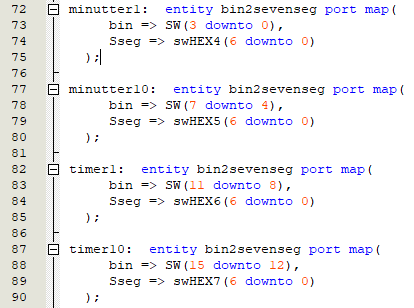 72 minutter1:  entity bin2sevenseg port map(
73     bin => SW(3 downto 0),
74     Sseg => swHEX4(6 downto 0)
75   );
76
77 minutter10:  entity bin2sevenseg port map(
78     bin => SW(7 downto 4),
79     Sseg => swHEX5(6 downto 0)
80   );
81
82 timer1:  entity bin2sevenseg port map(
83     bin => SW(11 downto 8),
84     Sseg => swHEX6(6 downto 0)
85   );
86
87 timer10:  entity bin2sevenseg port map(
88     bin => SW(15 downto 12),
89     Sseg => swHEX7(6 downto 0)
90   );